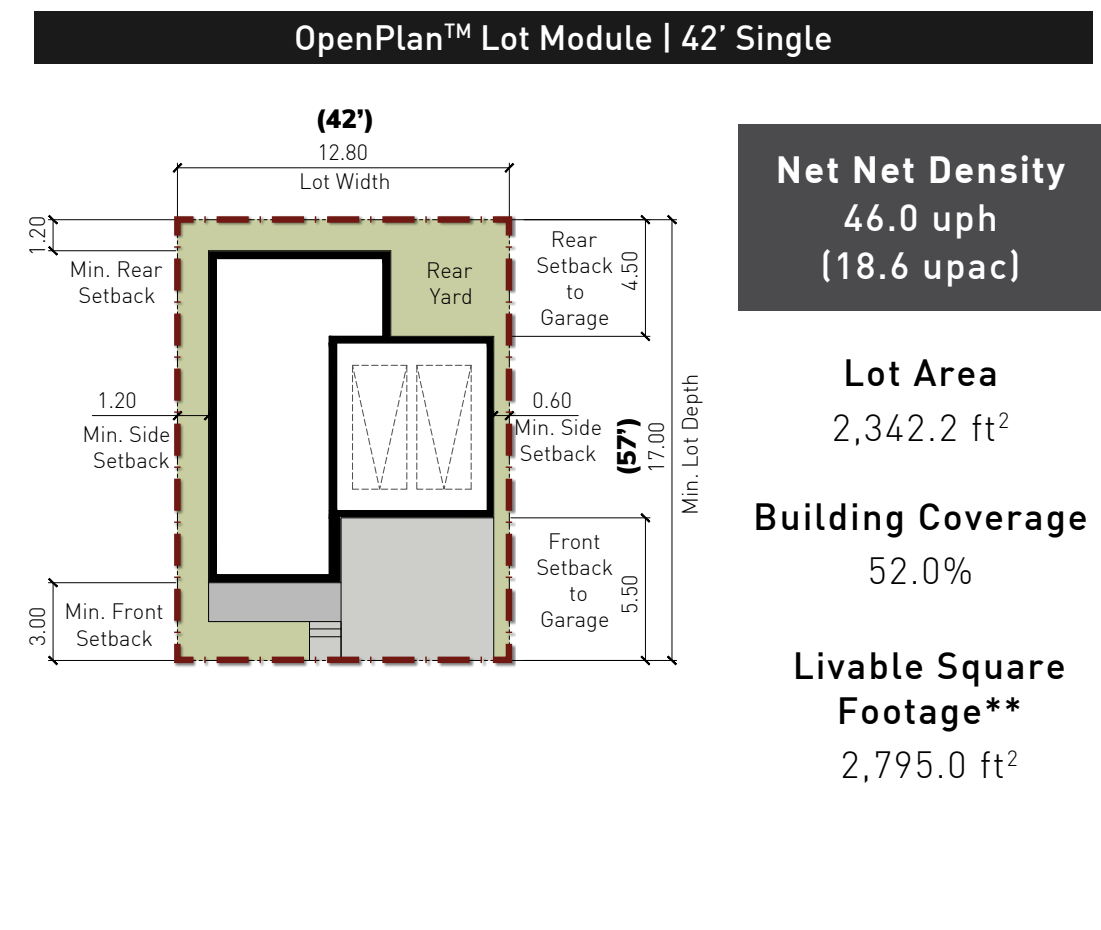 OpenPlan™ Lot Module | 42’ Single
(42’)
12.80
Lot Width
1.20
Min. Rear
Setback
Rear
Yard
Rear
Setback
to
Garage
4.50
1.20
Min. Side
Setback
0.60
Min. Side
Setback
(57’)
17.00
Min. Lot Depth
Front
Setback
to
Garage
5.50
3.00
Min. Front
Setback
Net Net Density
46.0 uph
(18.6 upac)
Lot Area
2,342.2 ft²
Building Coverage
52.0%
Livable Square
Footage**
2,795.0 ft²